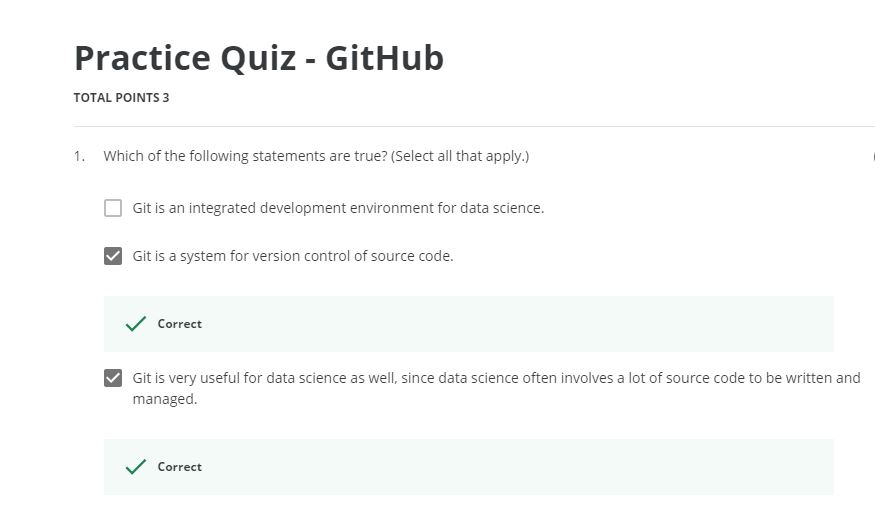 Practice Quiz - GitHub
TOTAL POINTS 3
1. Which of the following statements are true? (Select all that apply.)
Git is an integrated development environment for data science.
Git is a system for version control of source code.
Correct
Git is very useful for data science as well, since data science often involves a lot of source code to be written and
managed.
Correct